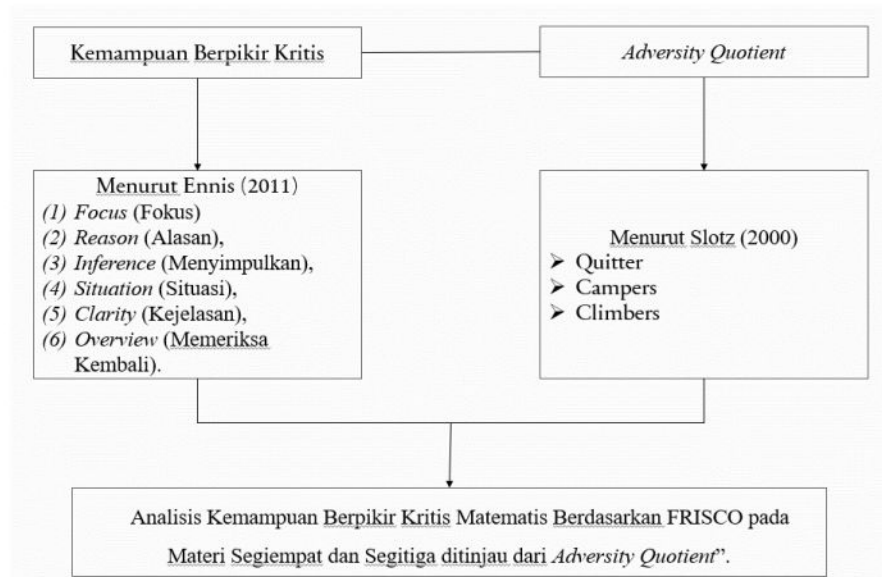 Kemampuan Berpikir Kritis
Adversity Quotient
Menurut Ennis (2011)
(1) Focus (Fokus)
(2) Reason (Alasan),
(3) Inference (Menyimpulkan),
(4) Situation (Situasi),
(5) Clarity (Kejelasan),
(6) Overview (Memeriksa
Kembali).
Menurut Slotz (2000)
➢ Quitter
➢ Campers
➢ Climbers
Analisis Kemampuan Berpikir Kritis Matematis Berdasarkan FRISCO pada
Materi Segiempat dan Segitiga ditinjau dari Adversity Quotient”.